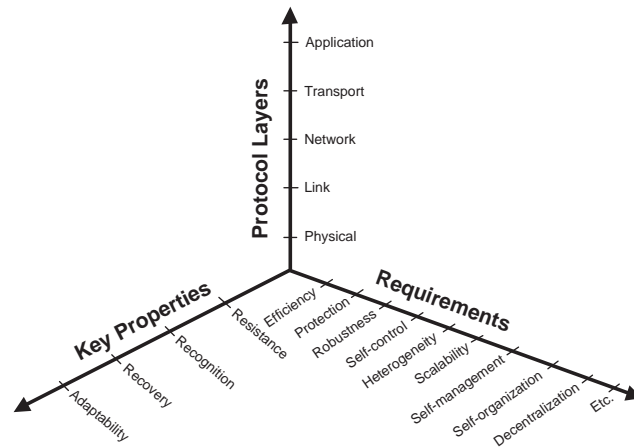 Application
Transport
Network
Link
Physical
Protocol Layers
Key Properties
Resistance
Recognition
Recovery
Adaptability
Requirements
Efficiency
Protection
Robustness
Self-control
Heterogeneity
Scalability
Self-management
Self-organization
Decentralization
Etc.